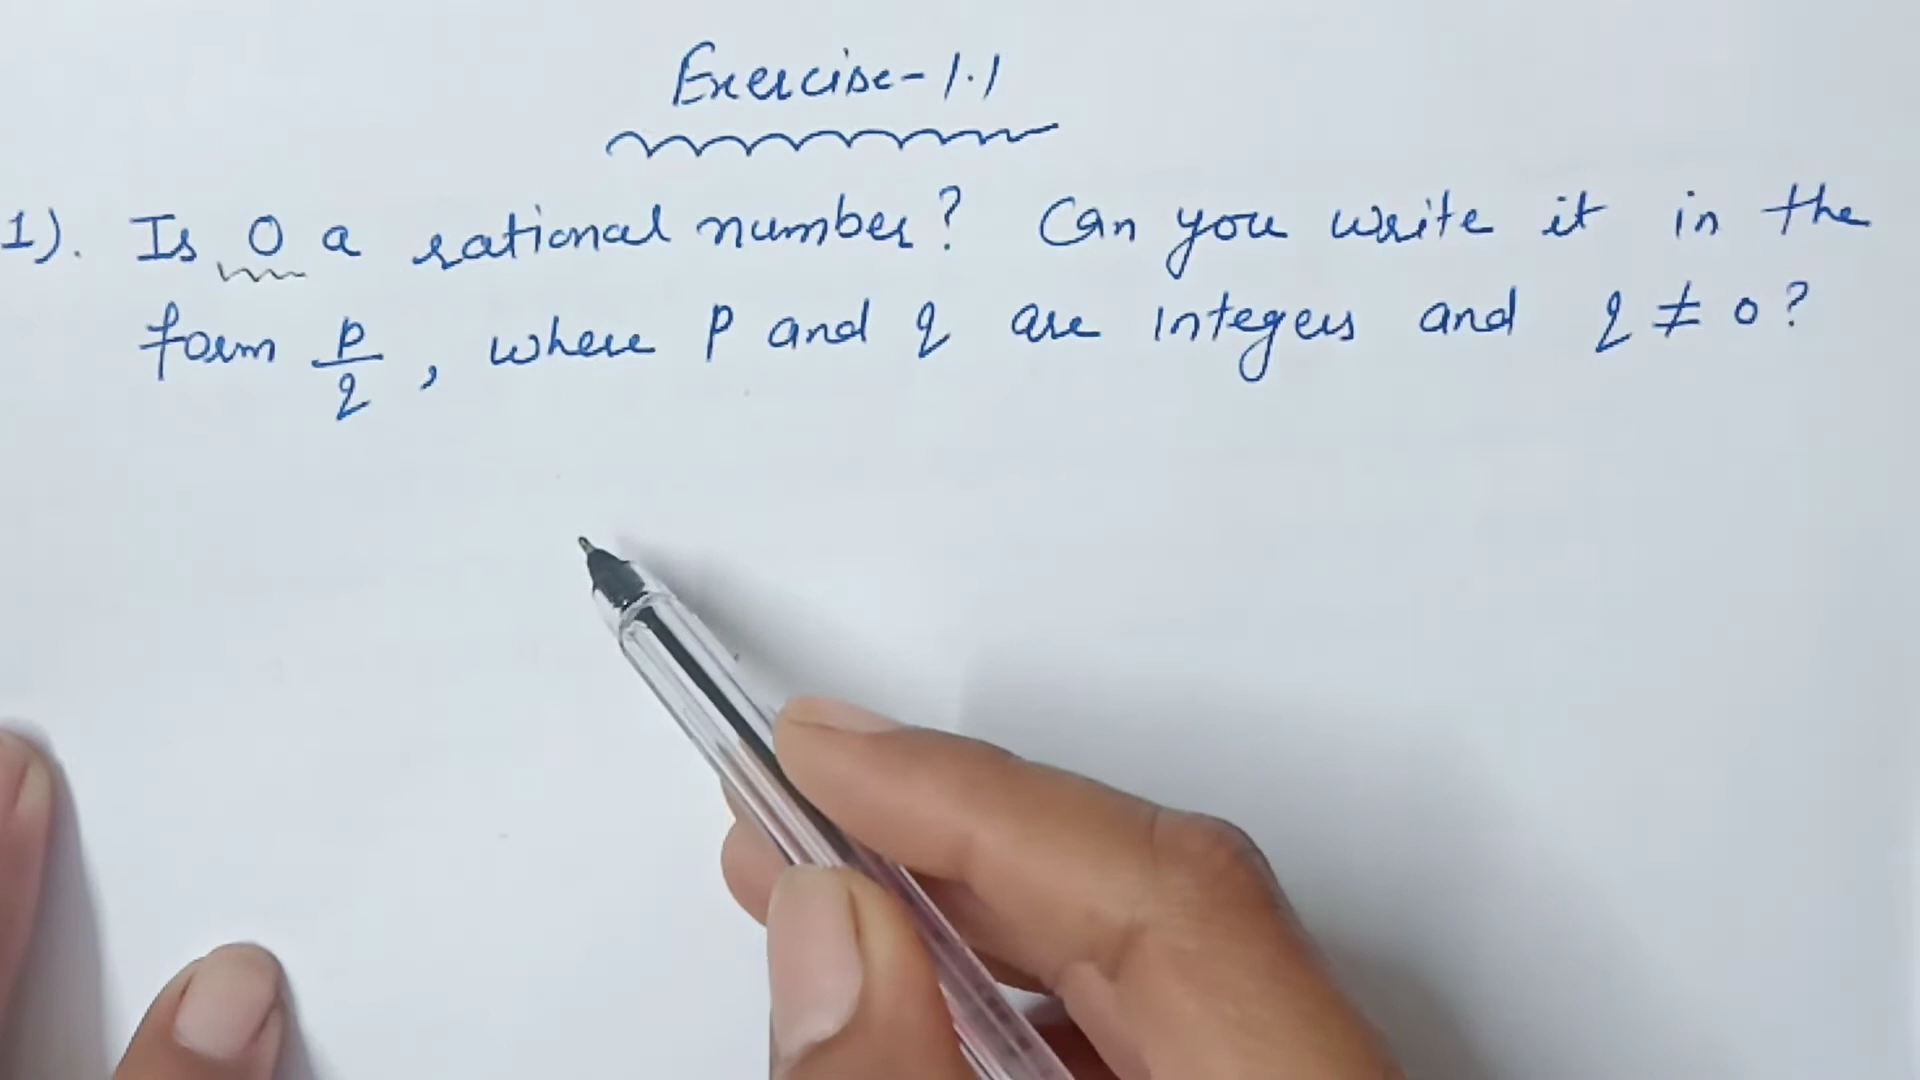 Exercise-1.1
1). Is 0 a rational number? Can you write it in the
form p/q, where p and q are integers and q ≠ 0?